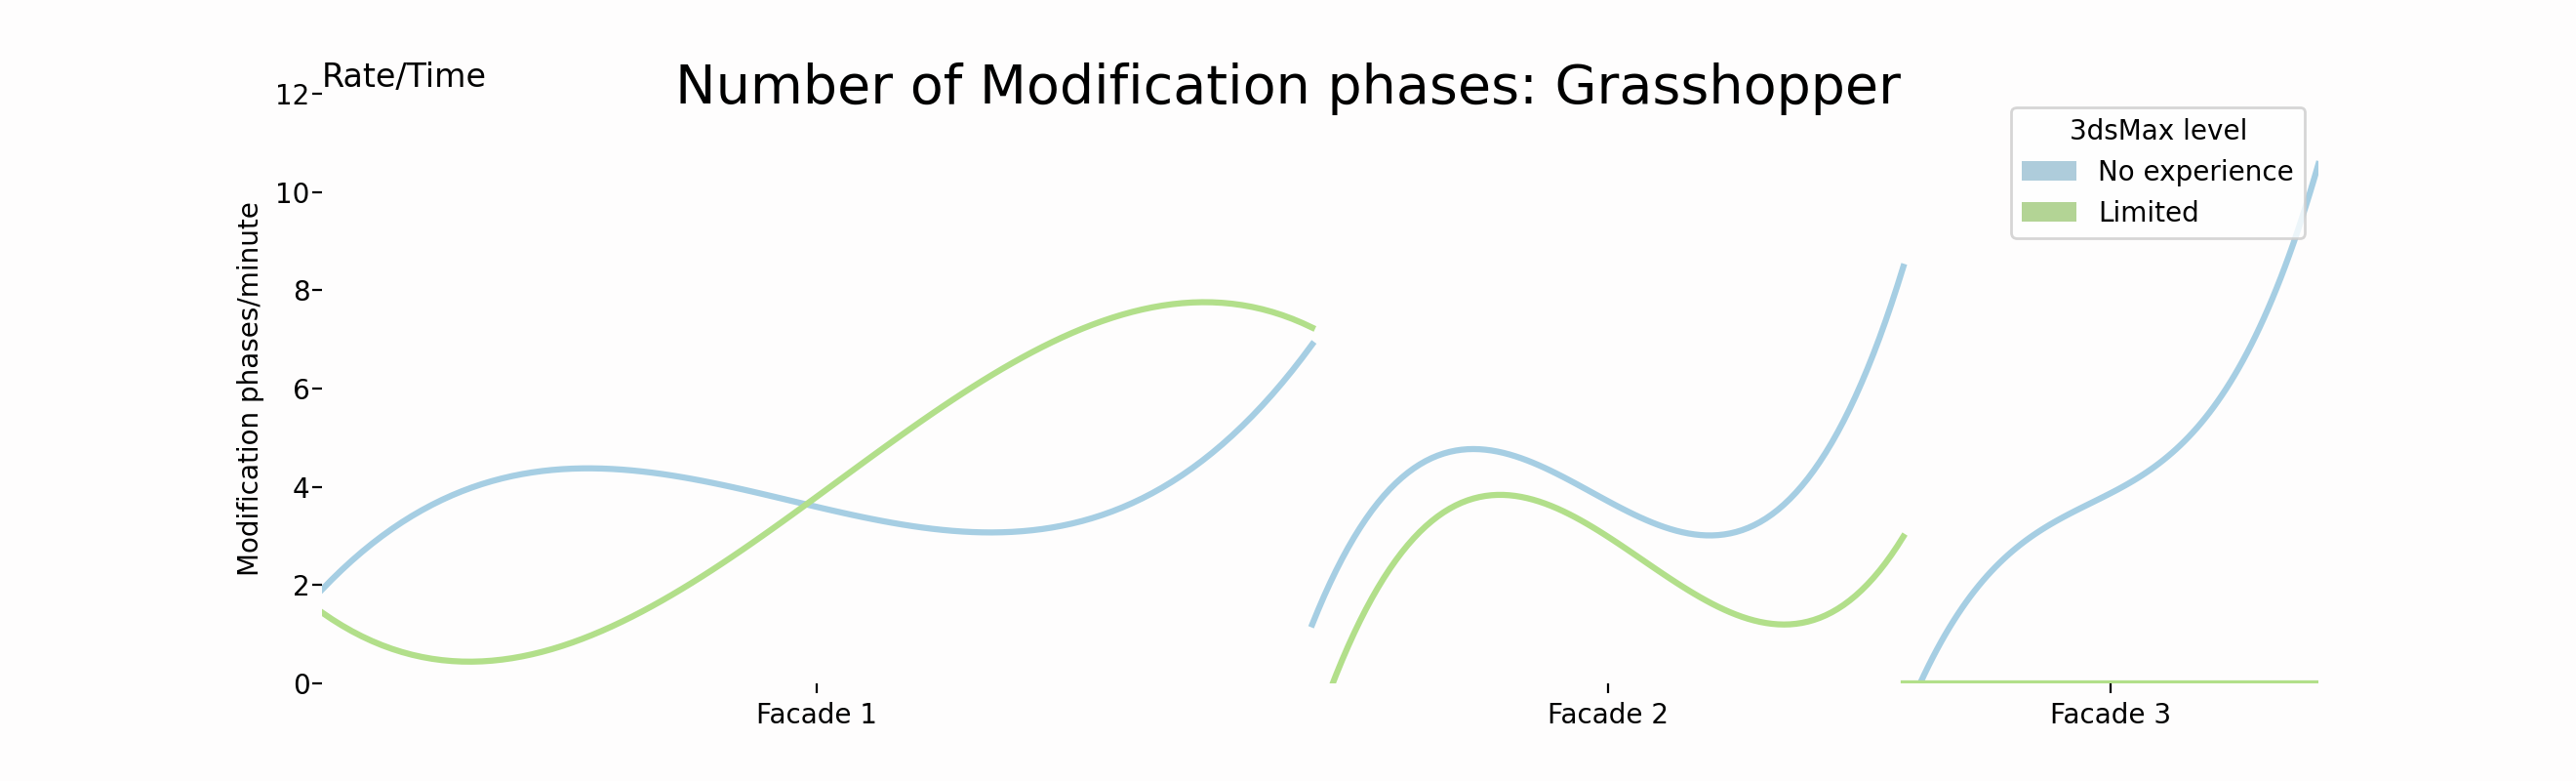 Rate/Time
Number of Modification phases: Grasshopper
Modification phases/minute
12
10
8
6
4
2
0
3dsMax level
No experience
Limited
Facade 1
Facade 2
Facade 3